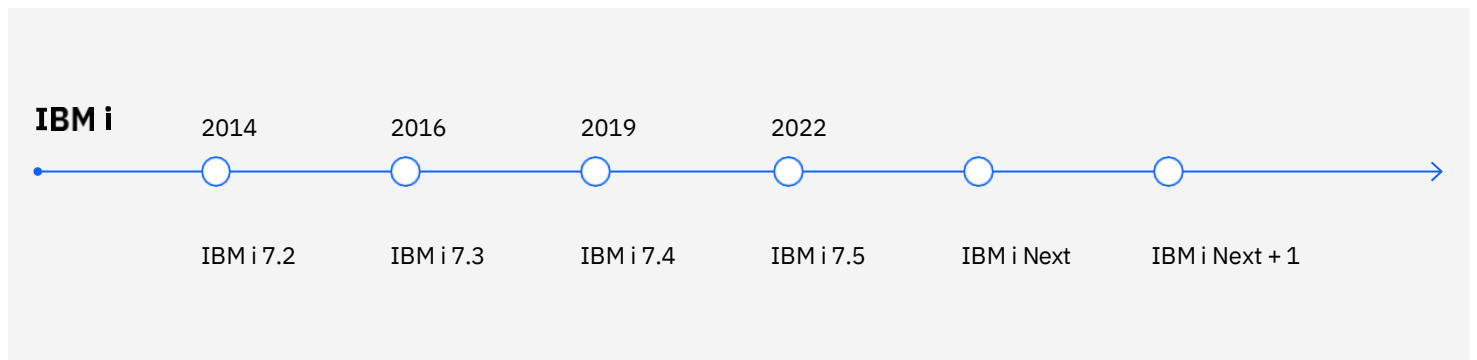 IBM i
2014 2016 2019 2022
IBM i 7.2 IBM i 7.3 IBM i 7.4 IBM i 7.5 IBM i Next IBM i Next + 1